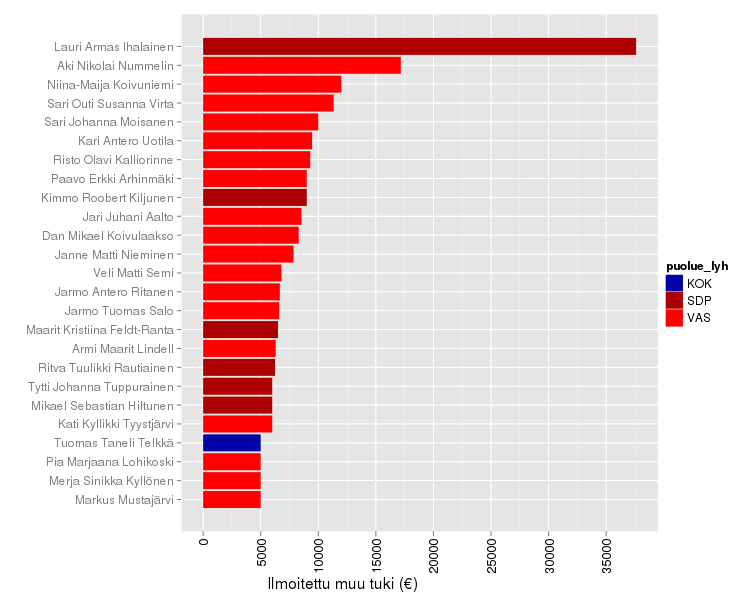 Lauri Armas Ihalainen
Aki Nikolai Nummelin
Niina-Maija Koivuniemi
Sari Outi Susanna Virta
Sari Johanna Moisanen
Kari Antero Uotila
Risto Olavi Kalliorinne
Paavo Erkki Arhinmäki
Kimmo Roobert Kiljunen
Jari Juhani Aalto
Dan Mikael Koivulaakso
Janne Matti Nieminen
Veli Matti Semi
Jarmo Antero Ritanen
Jarmo Tuomas Salo
Maarit Kristiina Feldt-Ranta
Armi Maarit Lindell
Ritva Tuulikki Rautiainen
Tytti Johanna Tuppurainen
Mikael Sebastian Hiltunen
Kati Kyllikki Tyystjärvi
Tuomas Taneli Telkkä
Pia Marjaana Lohikoski
Merja Sinikka Kyllönen
Markus Mustajärvi
0
5000
10000
15000
20000
25000
30000
35000
Ilmoitettu muu tuki (€)
puolue_lyh
KOK
SDP
VAS